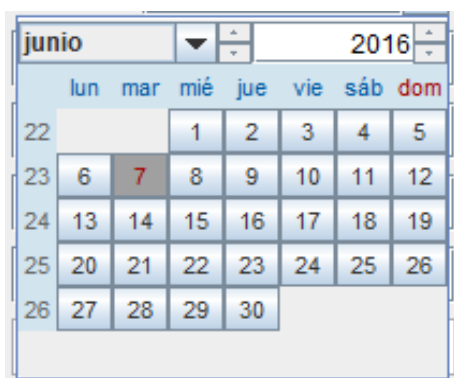 junio 2016
lun mar mié jue vie sáb dom
22 1 2 3 4 5
23 6 7 8 9 10 11 12
24 13 14 15 16 17 18 19
25 20 21 22 23 24 25 26
26 27 28 29 30